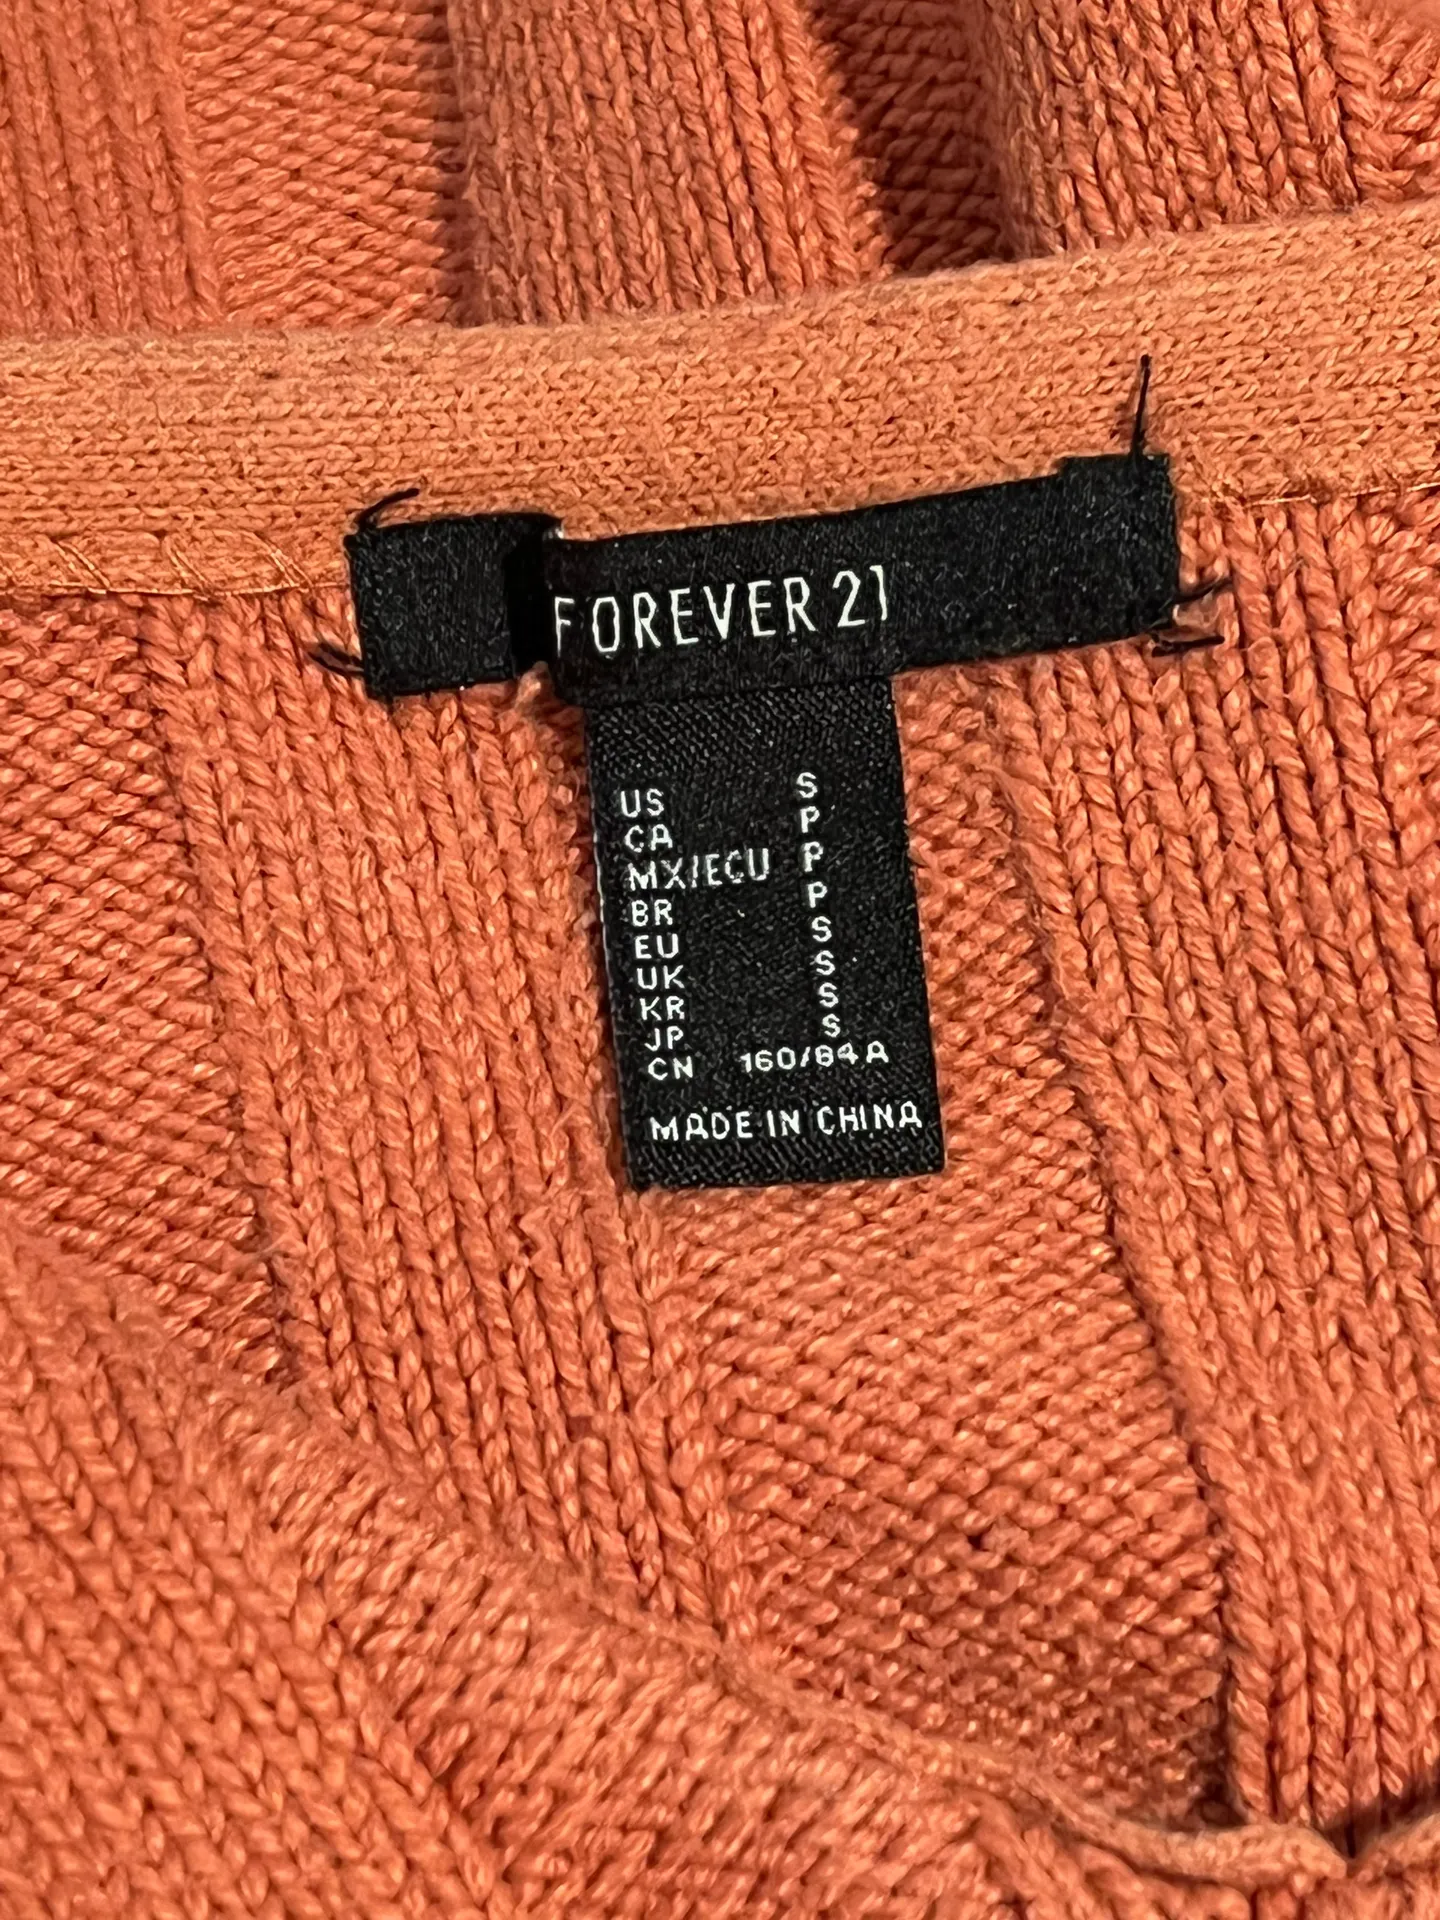 FOREVER 21
US S
CA P
MX/ECU P
BR P
EU S
UK S
KR S
JP S
CN 160/84A
MADE IN CHINA